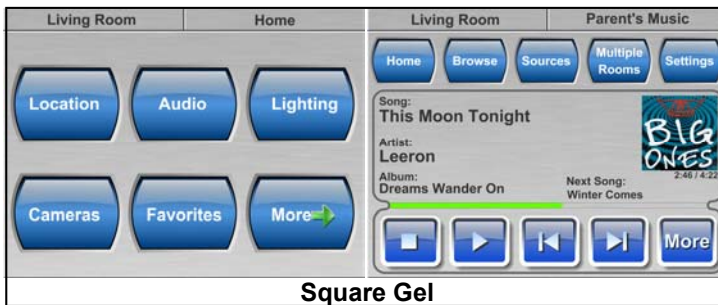 Living Room Home
Location Audio Lighting
Cameras Favorites More
Living Room Parent's Music
Home Browse Sources Multiple Rooms Settings
Song:
This Moon Tonight
Artist:
Leeron
Album:
Dreams Wander On
BIG
ONES
2:46 / 4:22
Next Song:
Winter Comes
More
Square Gel